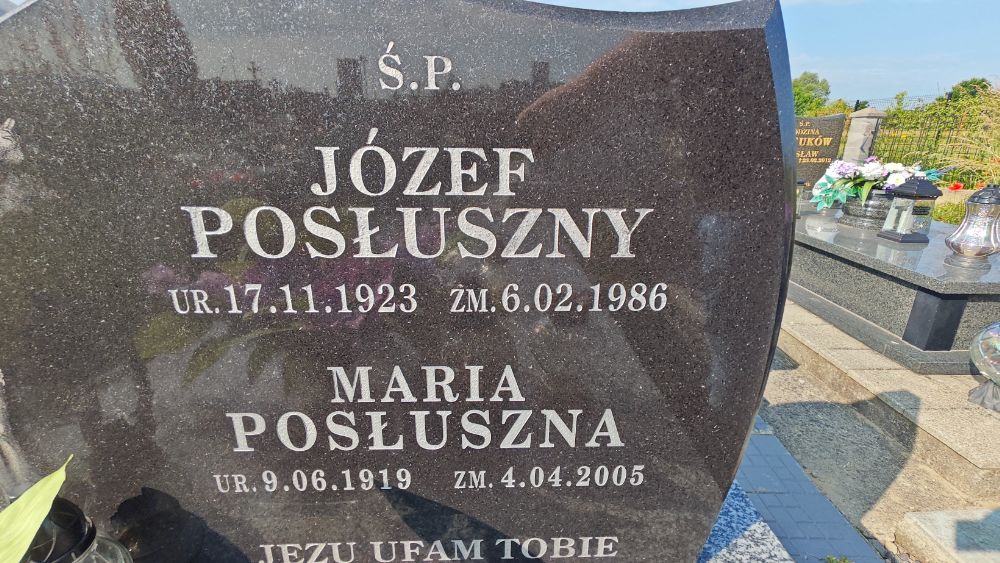 Ś.P.
JÓZEF
POSŁUSZNY
UR. 17.11.1923 ZM. 6.02.1986
MARIA
POSŁUSZNA
UR. 9.06.1919 ZM. 4.04.2005
JEZU UFAM TOBIE
Ś.P.